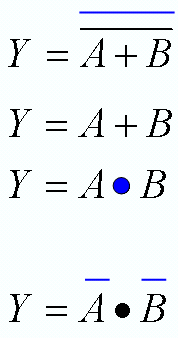 Y = \overline{\overline{A + B}}
Y = A + B
Y = A • B
Y = \overline{A} • \overline{B}